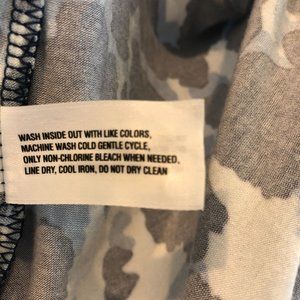 WASH INSIDE OUT WITH LIKE COLORS,
MACHINE WASH COLD GENTLE CYCLE,
ONLY NON-CHLORINE BLEACH WHEN NEEDED,
LINE DRY, COOL IRON, DO NOT DRY CLEAN